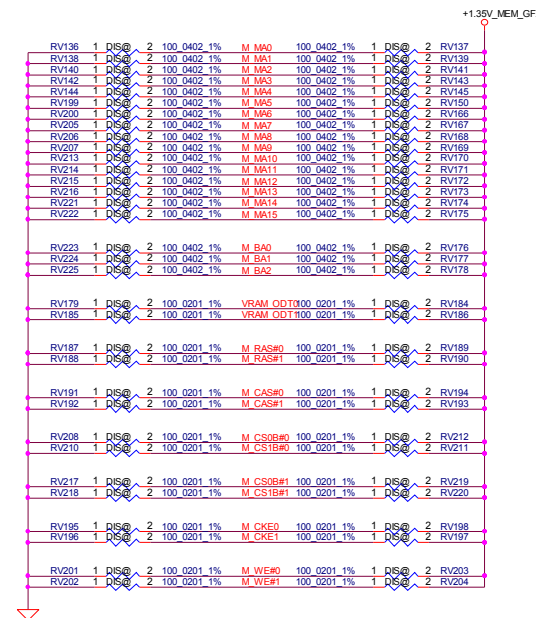 +1.35V_MEM_GF
RV136 1 DIS@ 2 100_0402_1% M_MA0 100_0402_1% 1 DIS@ 2 RV137
RV138 1 DIS@ 2 100_0402_1% M_MA1 100_0402_1% 1 DIS@ 2 RV139
RV140 1 DIS@ 2 100_0402_1% M_MA2 100_0402_1% 1 DIS@ 2 RV141
RV142 1 DIS@ 2 100_0402_1% M_MA3 100_0402_1% 1 DIS@ 2 RV143
RV144 1 DIS@ 2 100_0402_1% M_MA4 100_0402_1% 1 DIS@ 2 RV145
RV199 1 DIS@ 2 100_0402_1% M_MA5 100_0402_1% 1 DIS@ 2 RV150
RV200 1 DIS@ 2 100_0402_1% M_MA6 100_0402_1% 1 DIS@ 2 RV166
RV205 1 DIS@ 2 100_0402_1% M_MA7 100_0402_1% 1 DIS@ 2 RV167
RV206 1 DIS@ 2 100_0402_1% M_MA8 100_0402_1% 1 DIS@ 2 RV168
RV207 1 DIS@ 2 100_0402_1% M_MA9 100_0402_1% 1 DIS@ 2 RV169
RV213 1 DIS@ 2 100_0402_1% M_MA10 100_0402_1% 1 DIS@ 2 RV170
RV214 1 DIS@ 2 100_0402_1% M_MA11 100_0402_1% 1 DIS@ 2 RV171
RV215 1 DIS@ 2 100_0402_1% M_MA12 100_0402_1% 1 DIS@ 2 RV172
RV216 1 DIS@ 2 100_0402_1% M_MA13 100_0402_1% 1 DIS@ 2 RV173
RV221 1 DIS@ 2 100_0402_1% M_MA14 100_0402_1% 1 DIS@ 2 RV174
RV222 1 DIS@ 2 100_0402_1% M_MA15 100_0402_1% 1 DIS@ 2 RV175
RV223 1 DIS@ 2 100_0402_1% M_BA0 100_0402_1% 1 DIS@ 2 RV176
RV224 1 DIS@ 2 100_0402_1% M_BA1 100_0402_1% 1 DIS@ 2 RV177
RV225 1 DIS@ 2 100_0402_1% M_BA2 100_0402_1% 1 DIS@ 2 RV178
RV179 1 DIS@ 2 100_0201_1% VRAM_ODT0 100_0201_1% 1 DIS@ 2 RV184
RV185 1 DIS@ 2 100_0201_1% VRAM_ODT1 100_0201_1% 1 DIS@ 2 RV186
RV187 1 DIS@ 2 100_0201_1% M_RAS#0 100_0201_1% 1 DIS@ 2 RV189
RV188 1 DIS@ 2 100_0201_1% M_RAS#1 100_0201_1% 1 DIS@ 2 RV190
RV191 1 DIS@ 2 100_0201_1% M_CAS#0 100_0201_1% 1 DIS@ 2 RV194
RV192 1 DIS@ 2 100_0201_1% M_CAS#1 100_0201_1% 1 DIS@ 2 RV193
RV208 1 DIS@ 2 100_0201_1% M_CS0B#0 100_0201_1% 1 DIS@ 2 RV212
RV210 1 DIS@ 2 100_0201_1% M_CS1B#0 100_0201_1% 1 DIS@ 2 RV211
RV217 1 DIS@ 2 100_0201_1% M_CS0B#1 100_0201_1% 1 DIS@ 2 RV219
RV218 1 DIS@ 2 100_0201_1% M_CS1B#1 100_0201_1% 1 DIS@ 2 RV220
RV195 1 DIS@ 2 100_0201_1% M_CKE0 100_0201_1% 1 DIS@ 2 RV198
RV196 1 DIS@ 2 100_0201_1% M_CKE1 100_0201_1% 1 DIS@ 2 RV197
RV201 1 DIS@ 2 100_0201_1% M_WE#0 100_0201_1% 1 DIS@ 2 RV203
RV202 1 DIS@ 2 100_0201_1% M_WE#1 100_0201_1% 1 DIS@ 2 RV204